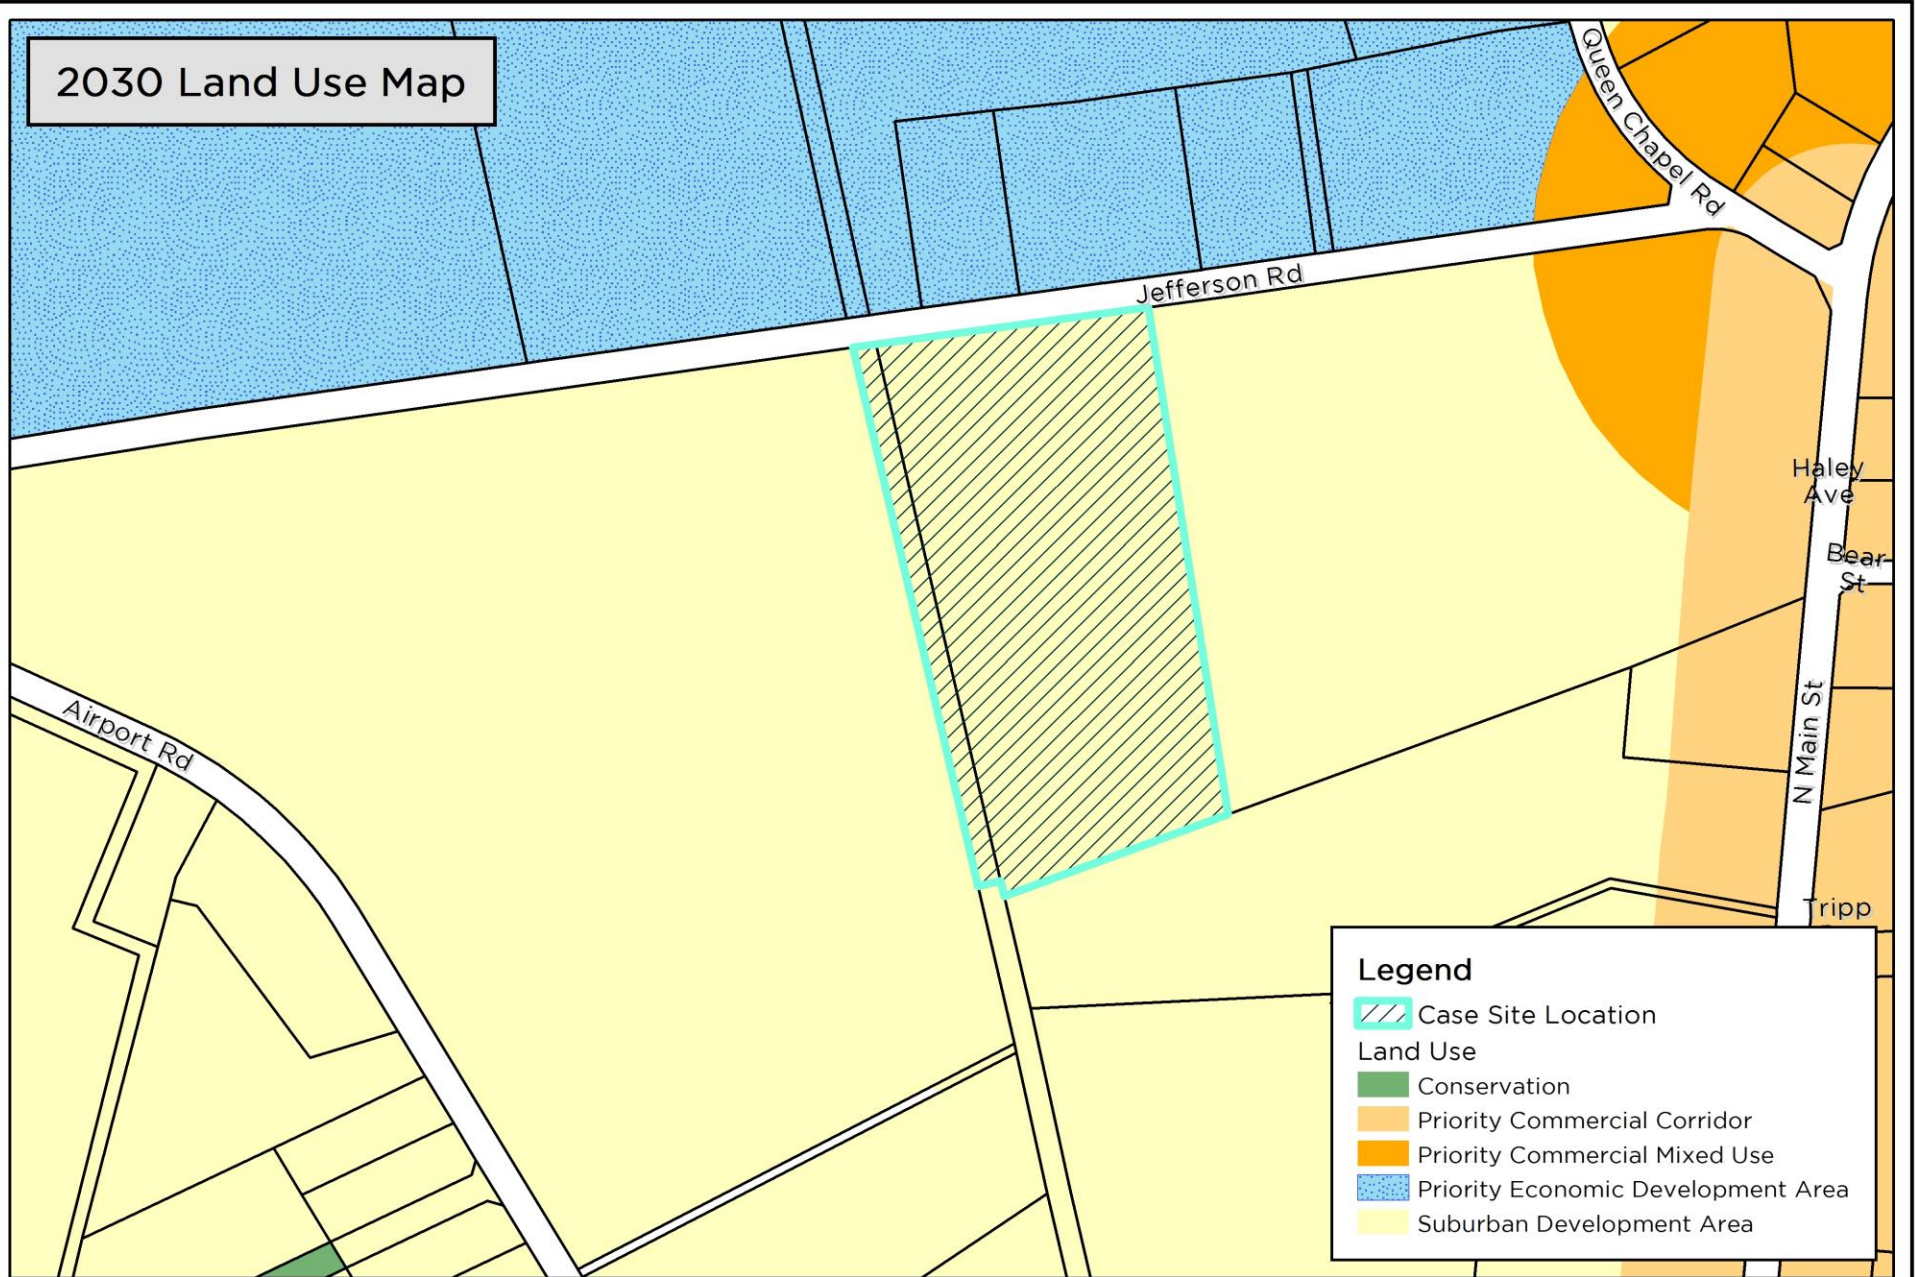 2030 Land Use Map
Queen Chapel Rd
Jefferson Rd
Haley
Ave
Bear
St
Airport Rd
N Main St
Tripp
Legend
Case Site Location
Land Use
Conservation
Priority Commercial Corridor
Priority Commercial Mixed Use
Priority Economic Development Area
Suburban Development Area